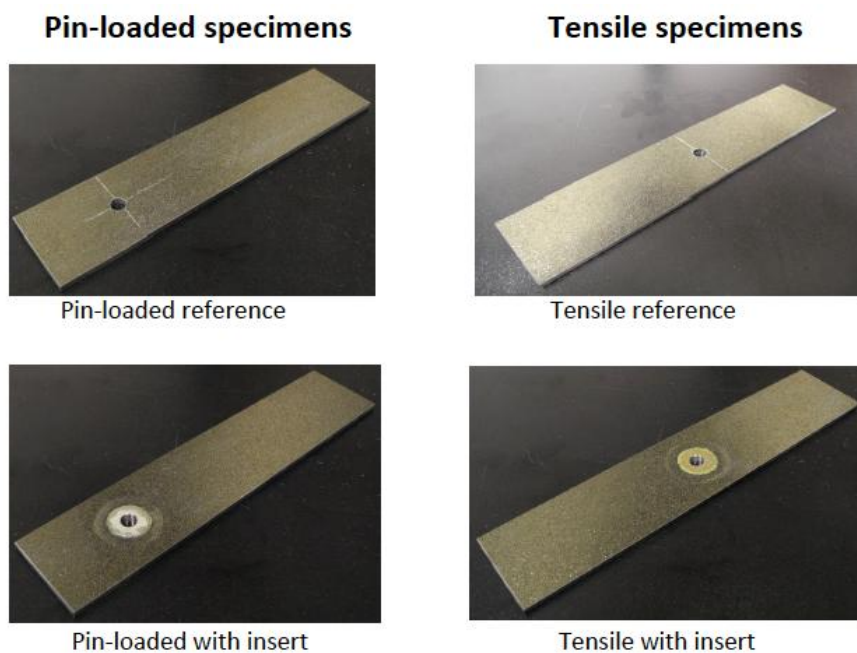 Pin-loaded specimens
Tensile specimens
Pin-loaded reference
Tensile reference
Pin-loaded with insert
Tensile with insert